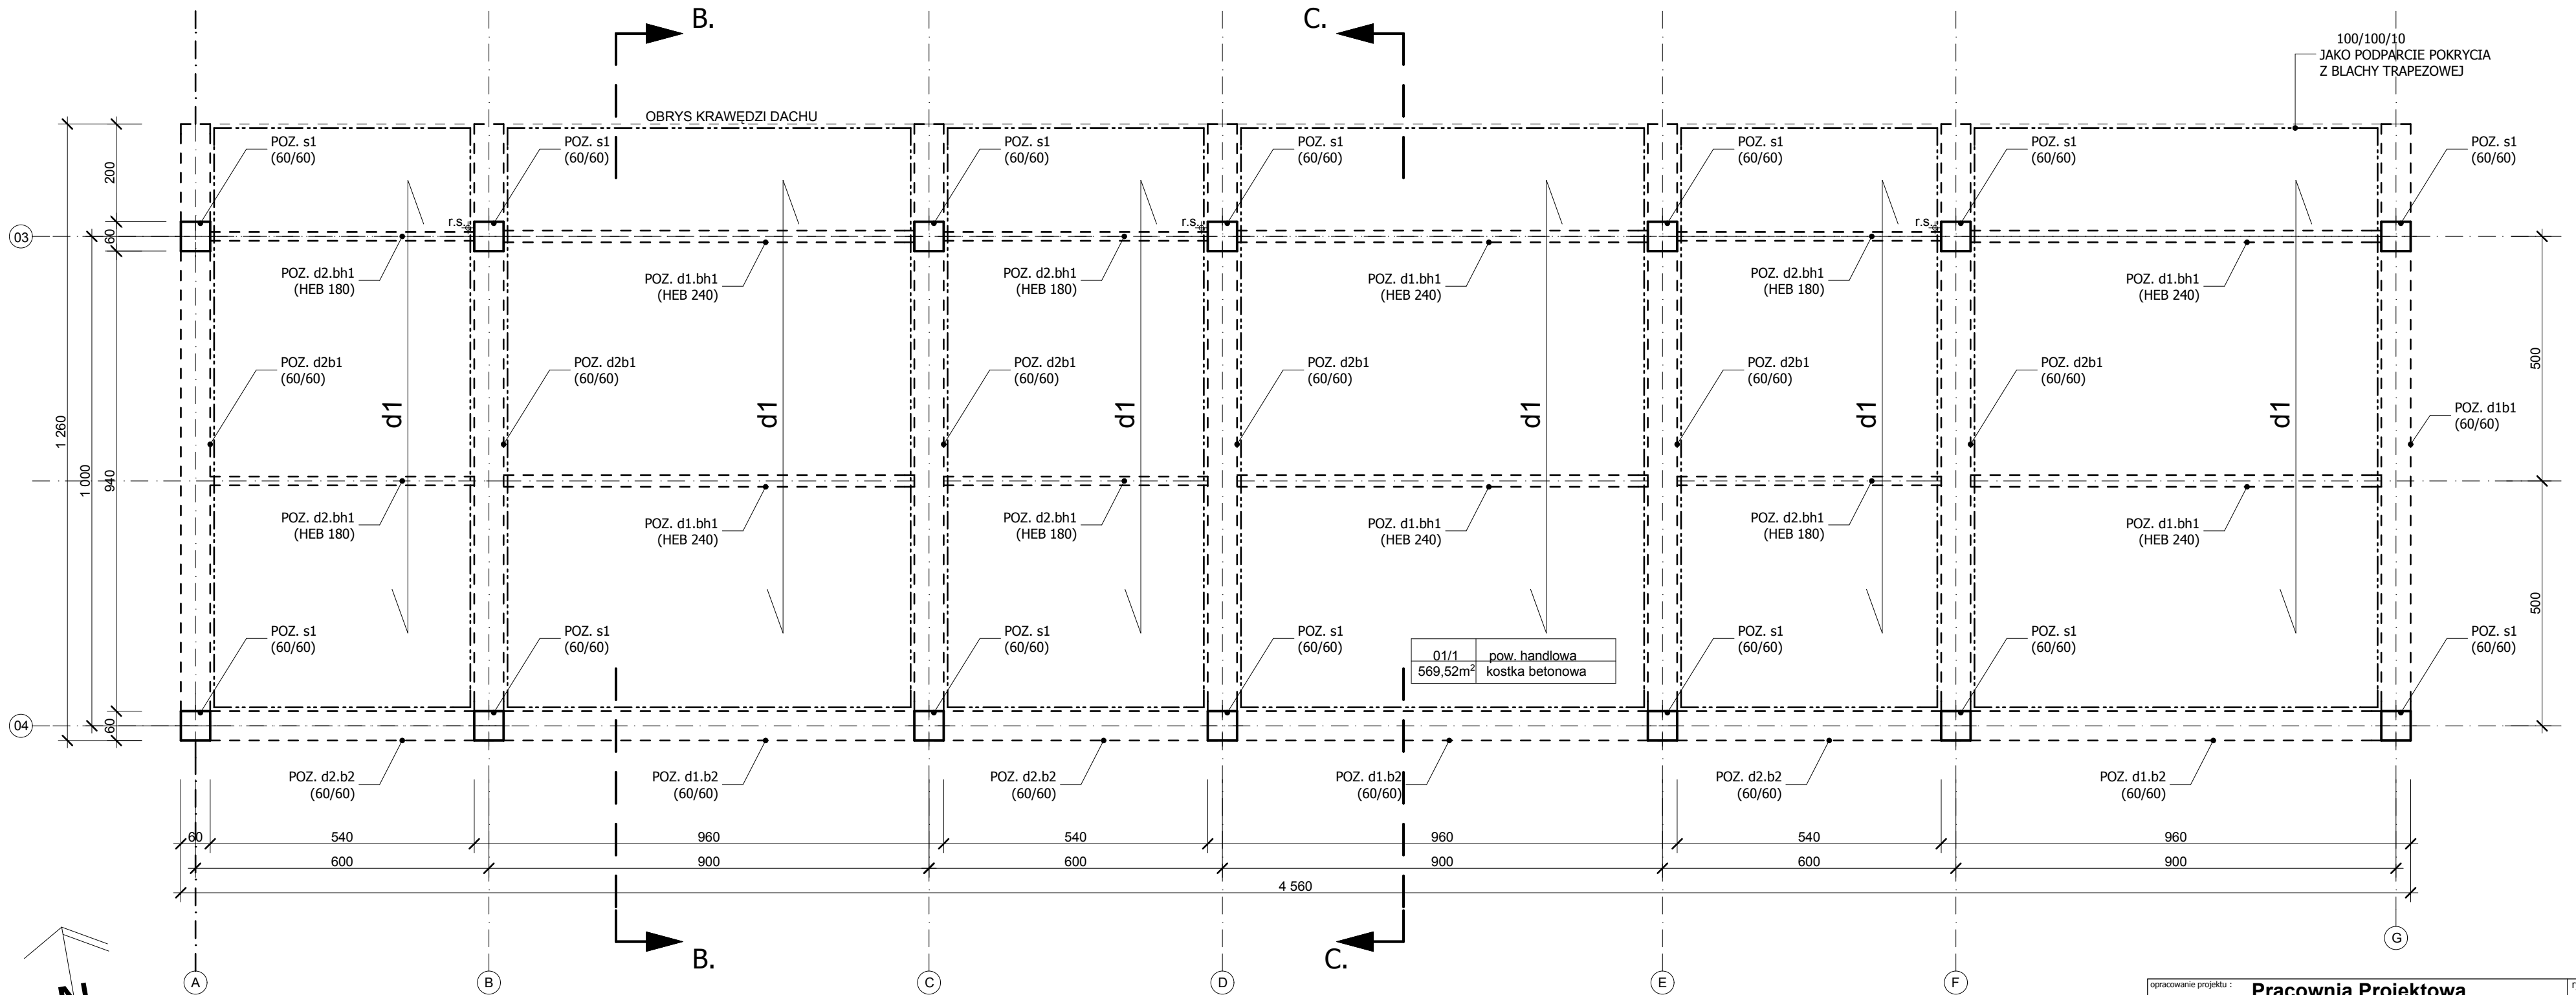 B.
C.
100/100/10
JAKO PODPARCIE POKRYCIA
Z BLACHY TRAPEZOWEJ
OBRYS KRAWĘDZI DACHU
POZ. s1
(60/60)
POZ. s1
(60/60)
POZ. s1
(60/60)
POZ. s1
(60/60)
POZ. s1
(60/60)
POZ. s1
(60/60)
POZ. s1
(60/60)
200
60
03
r.s.
r.s.
r.s.
POZ. d2.bh1
(HEB 180)
POZ. d1.bh1
(HEB 240)
POZ. d2.bh1
(HEB 180)
POZ. d1.bh1
(HEB 240)
POZ. d2.bh1
(HEB 180)
POZ. d1.bh1
(HEB 240)
POZ. d2b1
(60/60)
POZ. d2b1
(60/60)
POZ. d2b1
(60/60)
POZ. d2b1
(60/60)
POZ. d2b1
(60/60)
POZ. d2b1
(60/60)
POZ. d1b1
(60/60)
500
d1
d1
d1
d1
d1
d1
1 260
1 000
940
POZ. d2.bh1
(HEB 180)
POZ. d1.bh1
(HEB 240)
POZ. d2.bh1
(HEB 180)
POZ. d1.bh1
(HEB 240)
POZ. d2.bh1
(HEB 180)
POZ. d1.bh1
(HEB 240)
500
POZ. s1
(60/60)
POZ. s1
(60/60)
POZ. s1
(60/60)
POZ. s1
(60/60)
POZ. s1
(60/60)
POZ. s1
(60/60)
POZ. s1
(60/60)
01/1 pow. handlowa
569,52m² kostka betonowa
04
60
POZ. d2.b2
(60/60)
POZ. d1.b2
(60/60)
POZ. d2.b2
(60/60)
POZ. d1.b2
(60/60)
POZ. d2.b2
(60/60)
POZ. d1.b2
(60/60)
60 540 960 540 960 540 960
600 900 600 900 600 900
4 560
B.
C.
N
A B C D E F G
opracowanie projektu :
Pracownia Projektowa